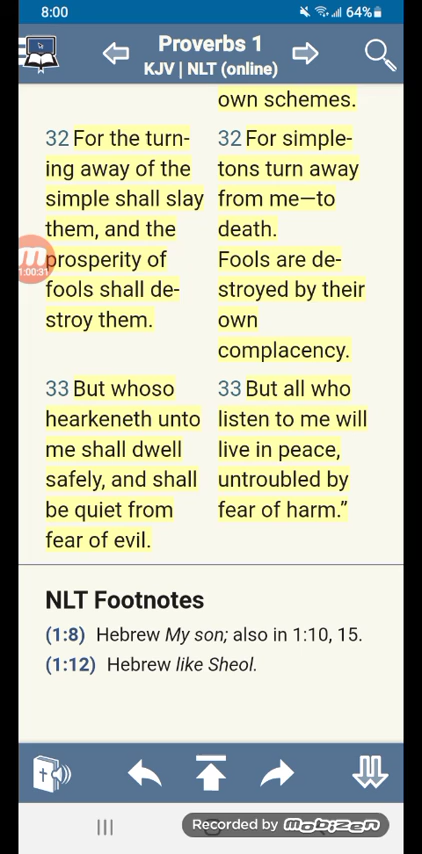 8:00 64%
Proverbs 1
KJV | NLT (online)
own schemes.
32 For the turn-
ing away of the
simple shall slay
them, and the
prosperity of
fools shall de-
stroy them.
32 For simple-
tons turn away
from me—to
death.
Fools are de-
stroyed by their
own
complacency.
33 But whoso
hearkeneth unto
me shall dwell
safely, and shall
be quiet from
fear of evil.
33 But all who
listen to me will
live in peace,
untroubled by
fear of harm.”
m
1:00:31
NLT Footnotes
(1:8) Hebrew My son; also in 1:10, 15.
(1:12) Hebrew like Sheol.
Recorded by mobizen